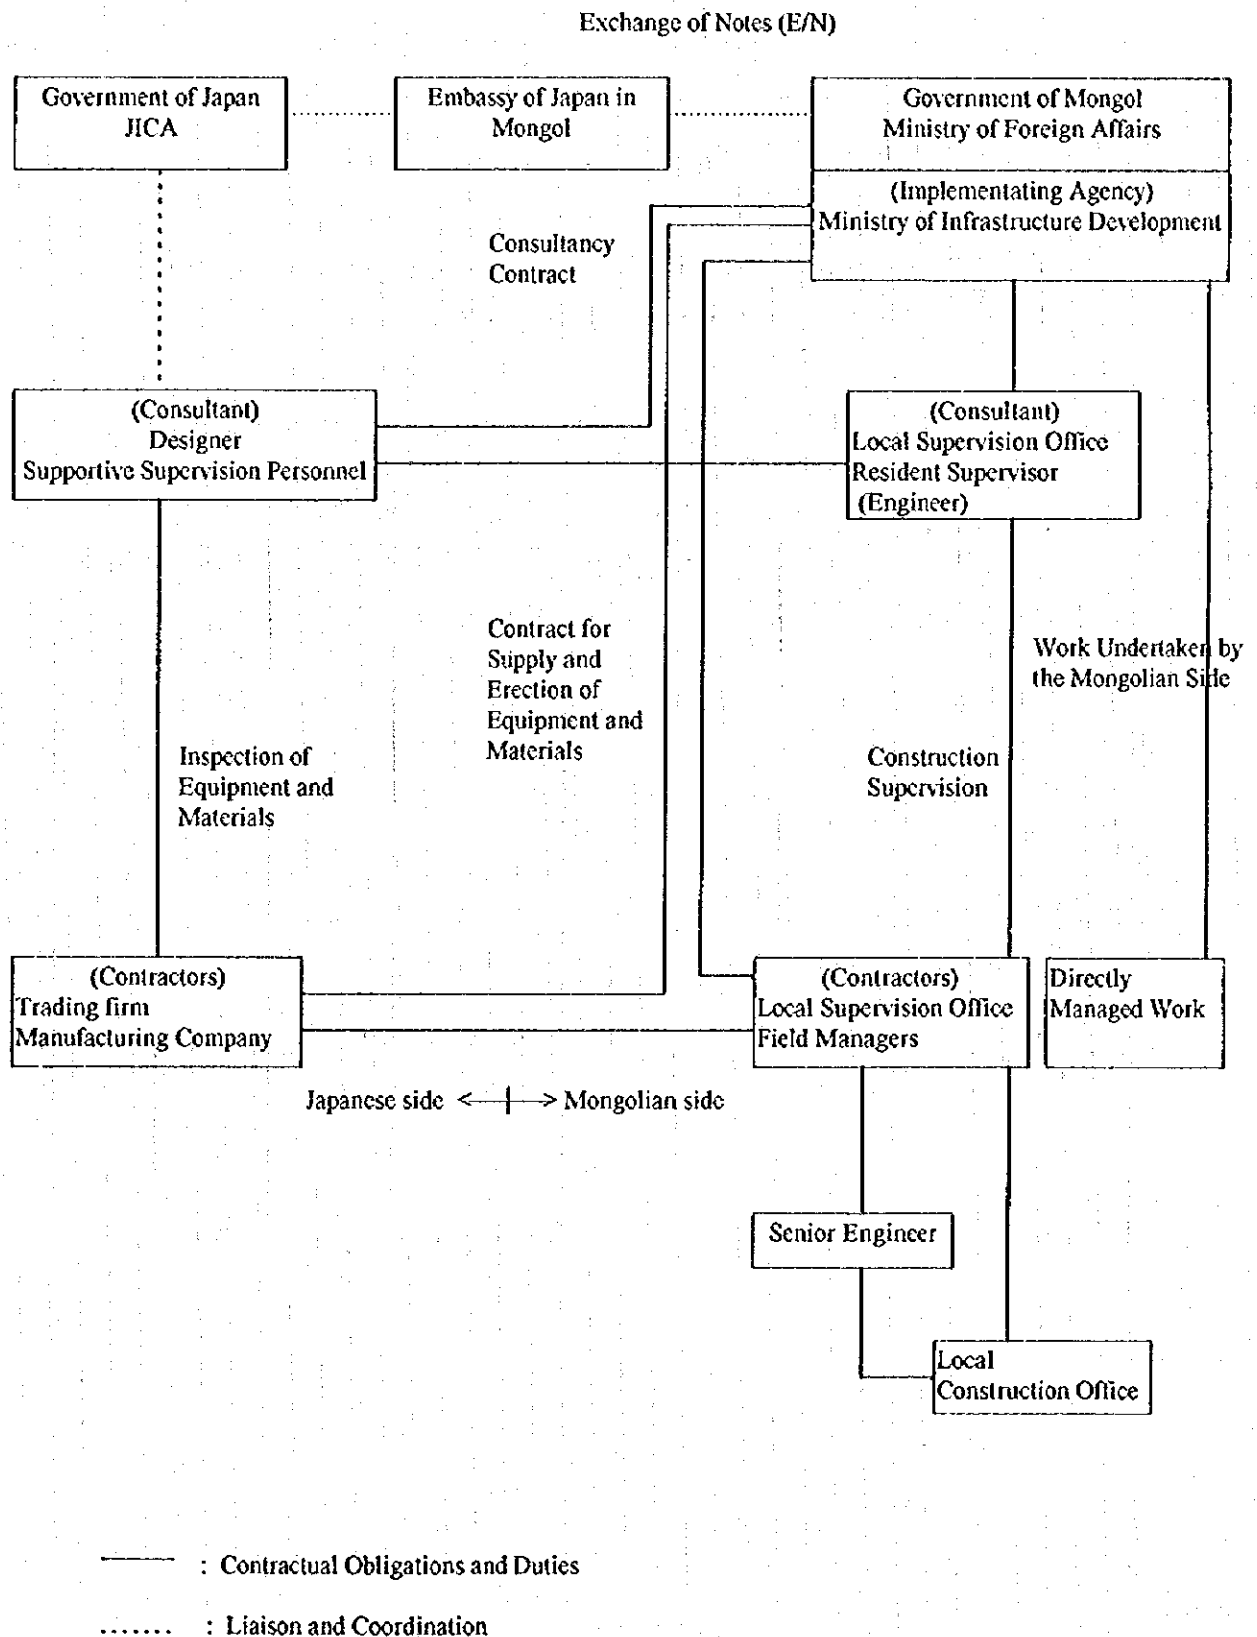 Exchange of Notes (E/N)
Government of Japan
JICA
Embassy of Japan in
Mongol
Government of Mongol
Ministry of Foreign Affairs
(Implementating Agency)
Ministry of Infrastructure Development
Consultancy
Contract
(Consultant)
Designer
Supportive Supervision Personnel
(Consultant)
Local Supervision Office
Resident Supervisor
(Engineer)
Contract for
Supply and
Erection of
Equipment and
Materials
Work Undertaken by
the Mongolian Side
Inspection of
Equipment and
Materials
Construction
Supervision
(Contractors)
Trading firm
Manufacturing Company
(Contractors)
Local Supervision Office
Field Managers
Directly
Managed Work
Japanese side <—|—> Mongolian side
Senior Engineer
Local
Construction Office
——— : Contractual Obligations and Duties
....... : Liaison and Coordination